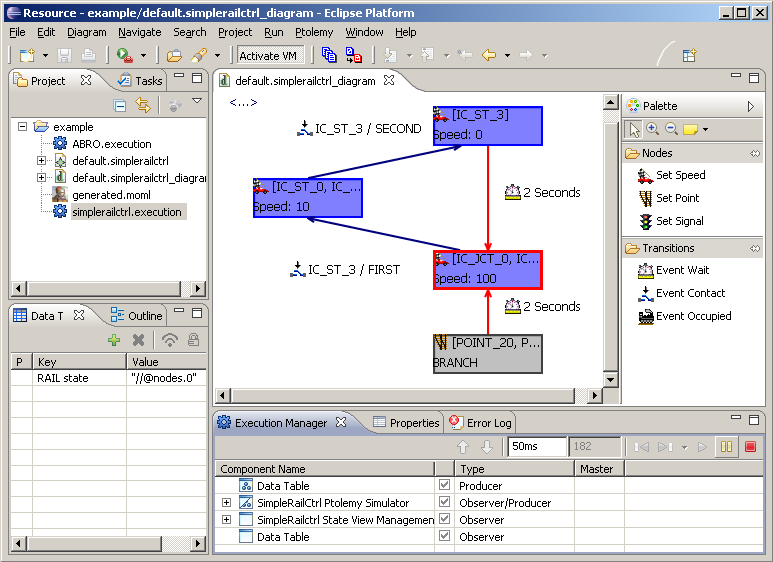 Resource - example/default.simplerailctrl_diagram - Eclipse Platform
File Edit Diagram Navigate Search Project Run Ptolemy Window Help
Activate VM
Project Tasks
example
ABRO.execution
default.simplerailctrl
default.simplerailctrl_diagra
generated.moml
simplerailctrl.execution
Data T Outline
P Key Value
RAIL state "//@nodes.0"
default.simplerailctrl_diagram
<...>
IC_ST_3 / SECOND
[IC_ST_3]
Speed: 0
[IC_ST_0, IC_...
Speed: 10
2 Seconds
IC_ST_3 / FIRST
[IC_JCT_0, IC...
Speed: 100
2 Seconds
[POINT_20, P...
BRANCH
Palette
Nodes
Set Speed
Set Point
Set Signal
Transitions
Event Wait
Event Contact
Event Occupied
Execution Manager Properties Error Log
50ms 182
Component Name Type Master
Data Table Producer
SimpleRailCtrl Ptolemy Simulator Observer/Producer
SimpleRailctrl State View Managemen Observer
Data Table Observer